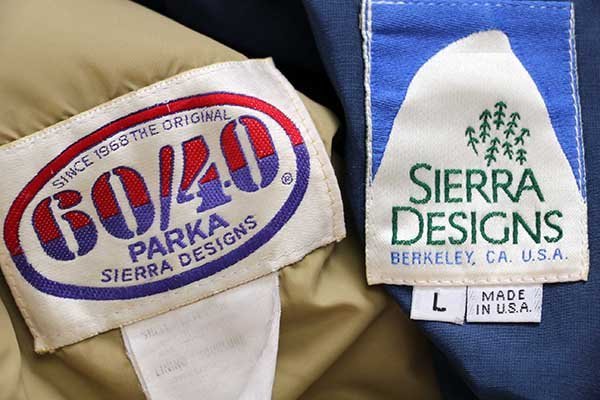 SINCE 1968 THE ORIGINAL
60/40 ®
PARKA
SIERRA DESIGNS
SIERRA
DESIGNS
BERKELEY, CA. U.S.A.
L
MADE
IN U.S.A.